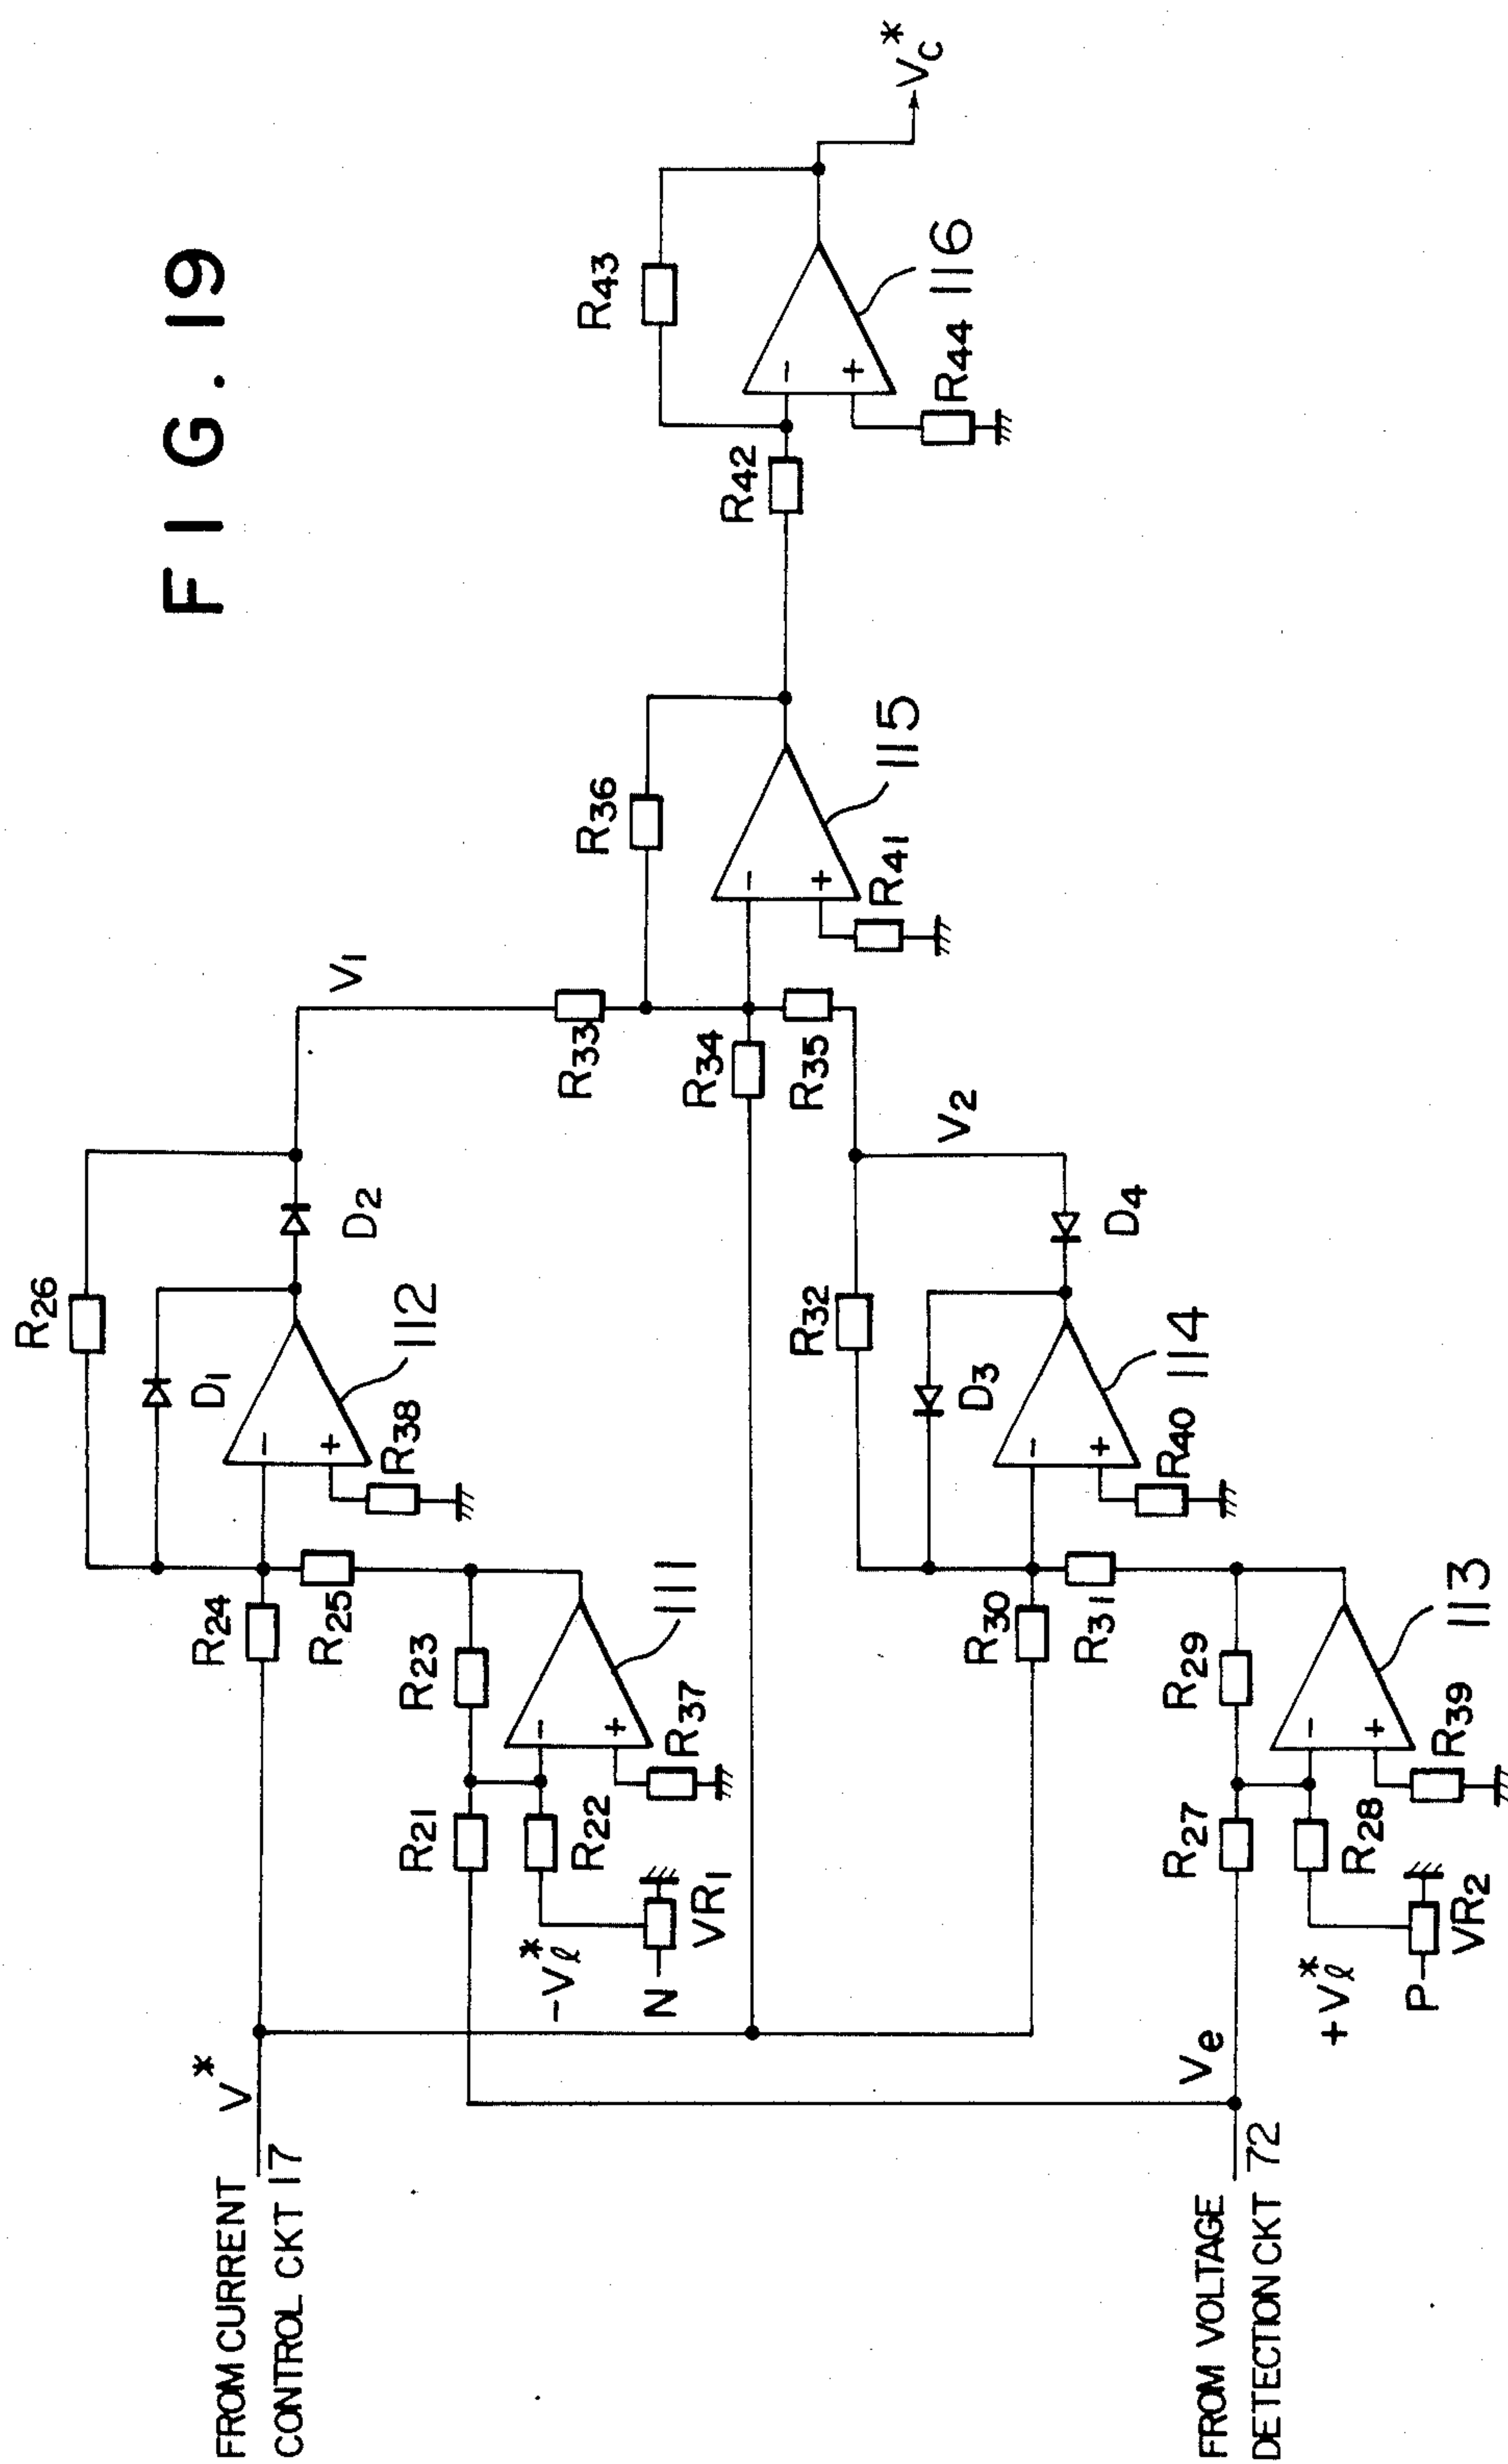 FIG. 19
FROM CURRENT
CONTROL CKT 17
V*
R24
R25
R26
D1
D2
112
R38
V1
R21
R23
R22
111
R37
-Vℓ*
N
VR1
R33
R34
R35
R36
115
R41
R42
R43
116
R44
Vc*
V2
R30
R31
R32
D3
D4
114
R40
FROM VOLTAGE
DETECTION CKT 72
Ve
R27
R29
R28
113
R39
+Vℓ*
P
VR2